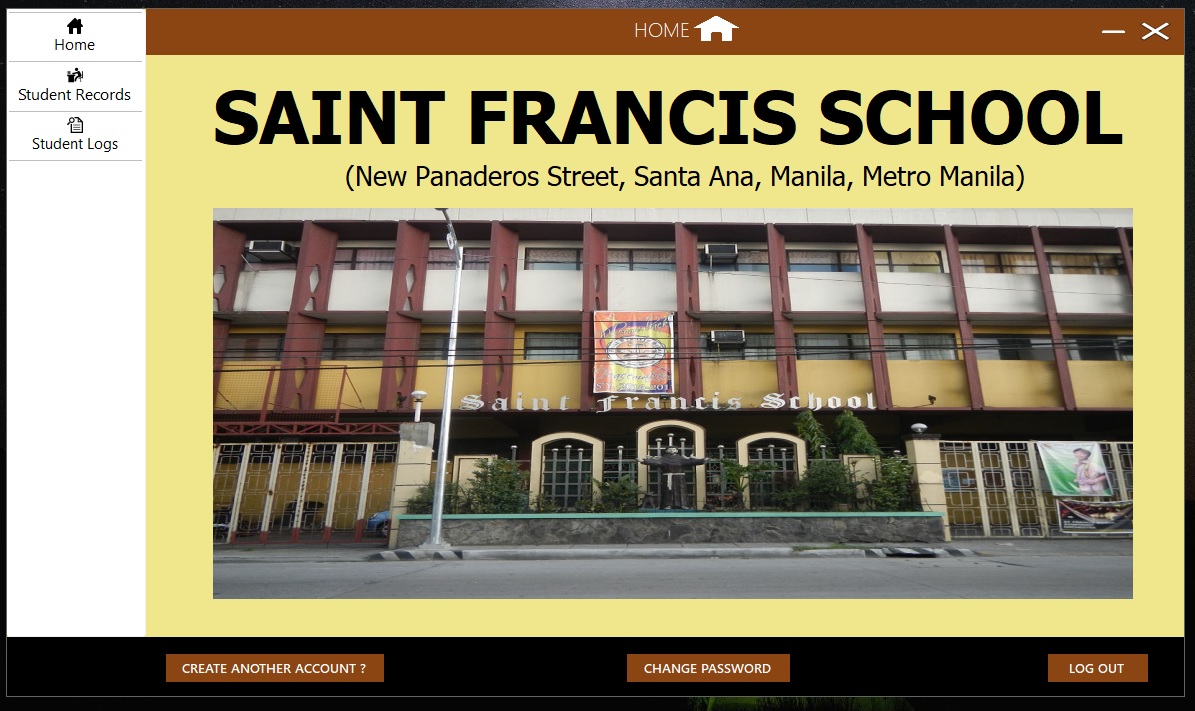 Home
Student Records
Student Logs
HOME
SAINT FRANCIS SCHOOL
(New Panaderos Street, Santa Ana, Manila, Metro Manila)
Saint Francis School
CREATE ANOTHER ACCOUNT ?
CHANGE PASSWORD
LOG OUT